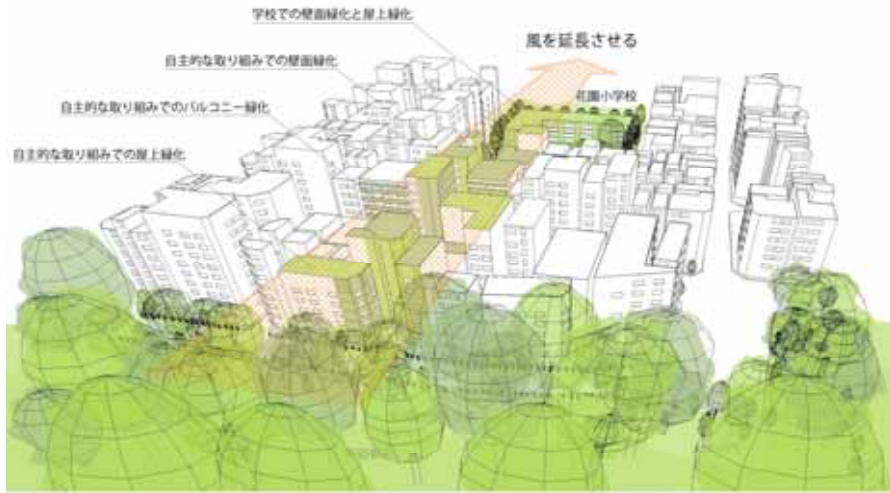 学校での壁面緑化と屋上緑化
風を延長させる
自主的な取り組みでの壁面緑化
花園小学校
自主的な取り組みでのバルコニー緑化
自主的な取り組みでの屋上緑化